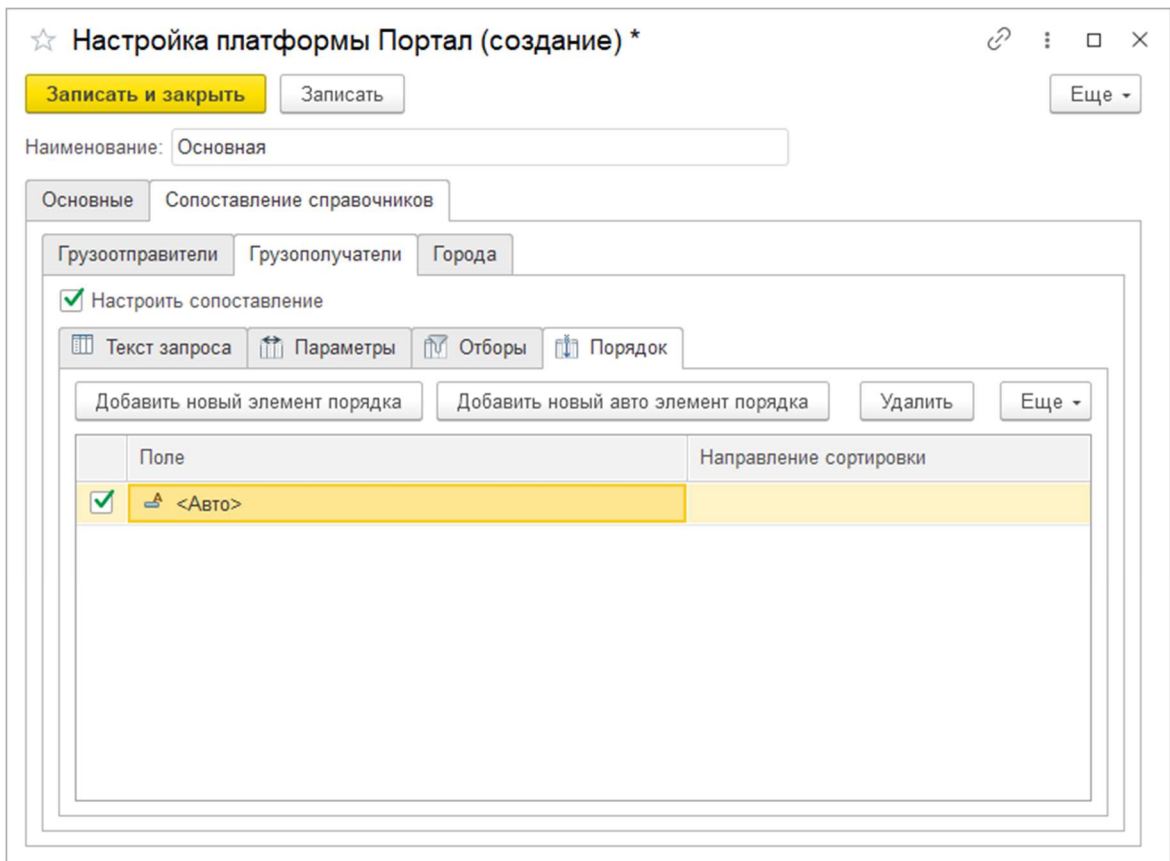 Настройка платформы Портал (создание) *
Записать и закрыть Записать Еще
Наименование: Основная
Основные Сопоставление справочников
Грузоотправители Грузополучатели Города
Настроить сопоставление
Текст запроса Параметры Отборы Порядок
Добавить новый элемент порядка Добавить новый авто элемент порядка Удалить Еще
Поле Направление сортировки
<Авто>